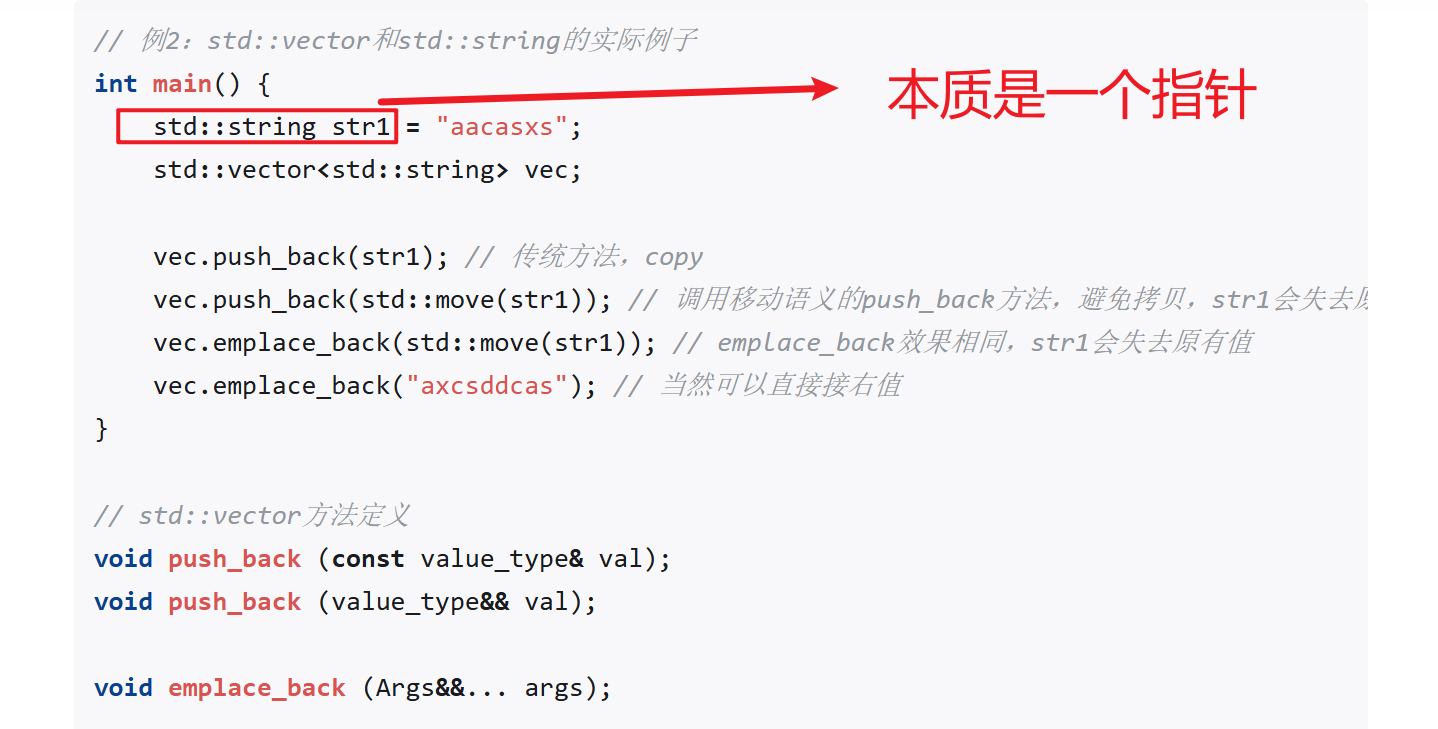 // 例2：std::vector和std::string的实际例子
int main() {
本质是一个指针
    std::string str1 = "aacasxs";
    std::vector<std::string> vec;
    vec.push_back(str1); // 传统方法，copy
    vec.push_back(std::move(str1)); // 调用移动语义的push_back方法，避免拷贝，str1会失去
    vec.emplace_back(std::move(str1)); // emplace_back效果相同，str1会失去原有值
    vec.emplace_back("axcsddcas"); // 当然可以直接接右值
}
// std::vector方法定义
void push_back (const value_type& val);
void push_back (value_type&& val);
void emplace_back (Args&&... args);